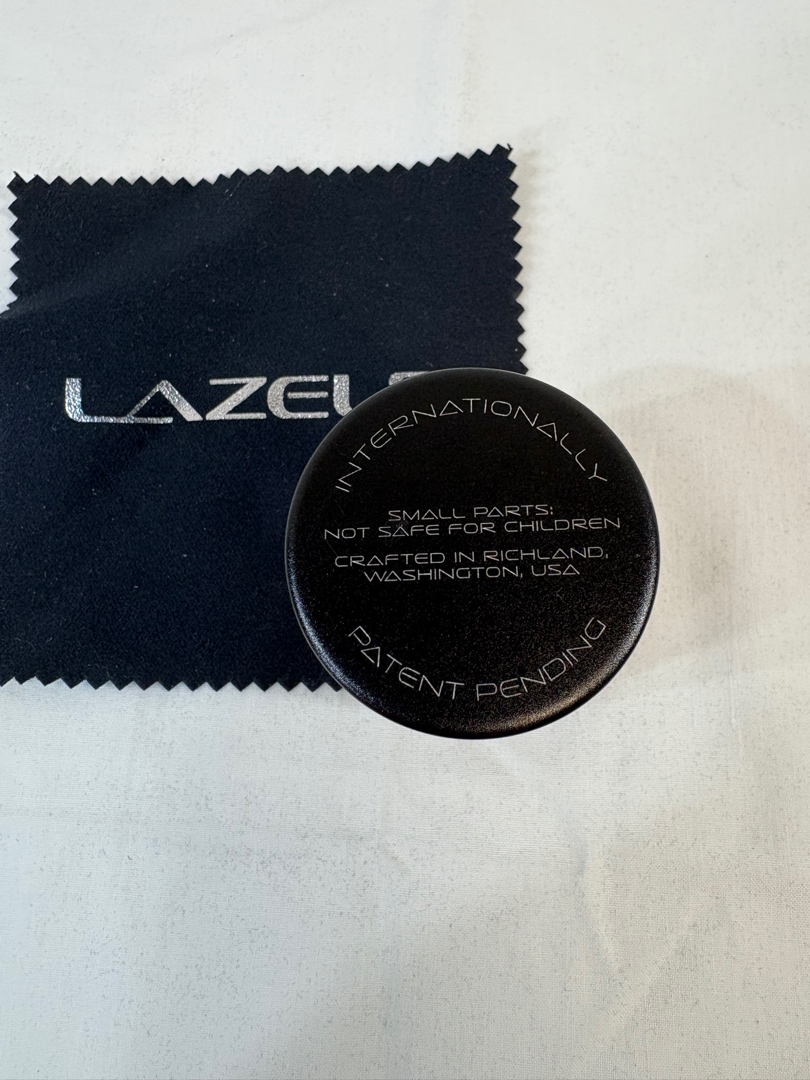 LAZEL
INTERNATIONALLY
SMALL PARTS:
NOT SAFE FOR CHILDREN
CRAFTED IN RICHLAND,
WASHINGTON, USA
PATENT PENDING